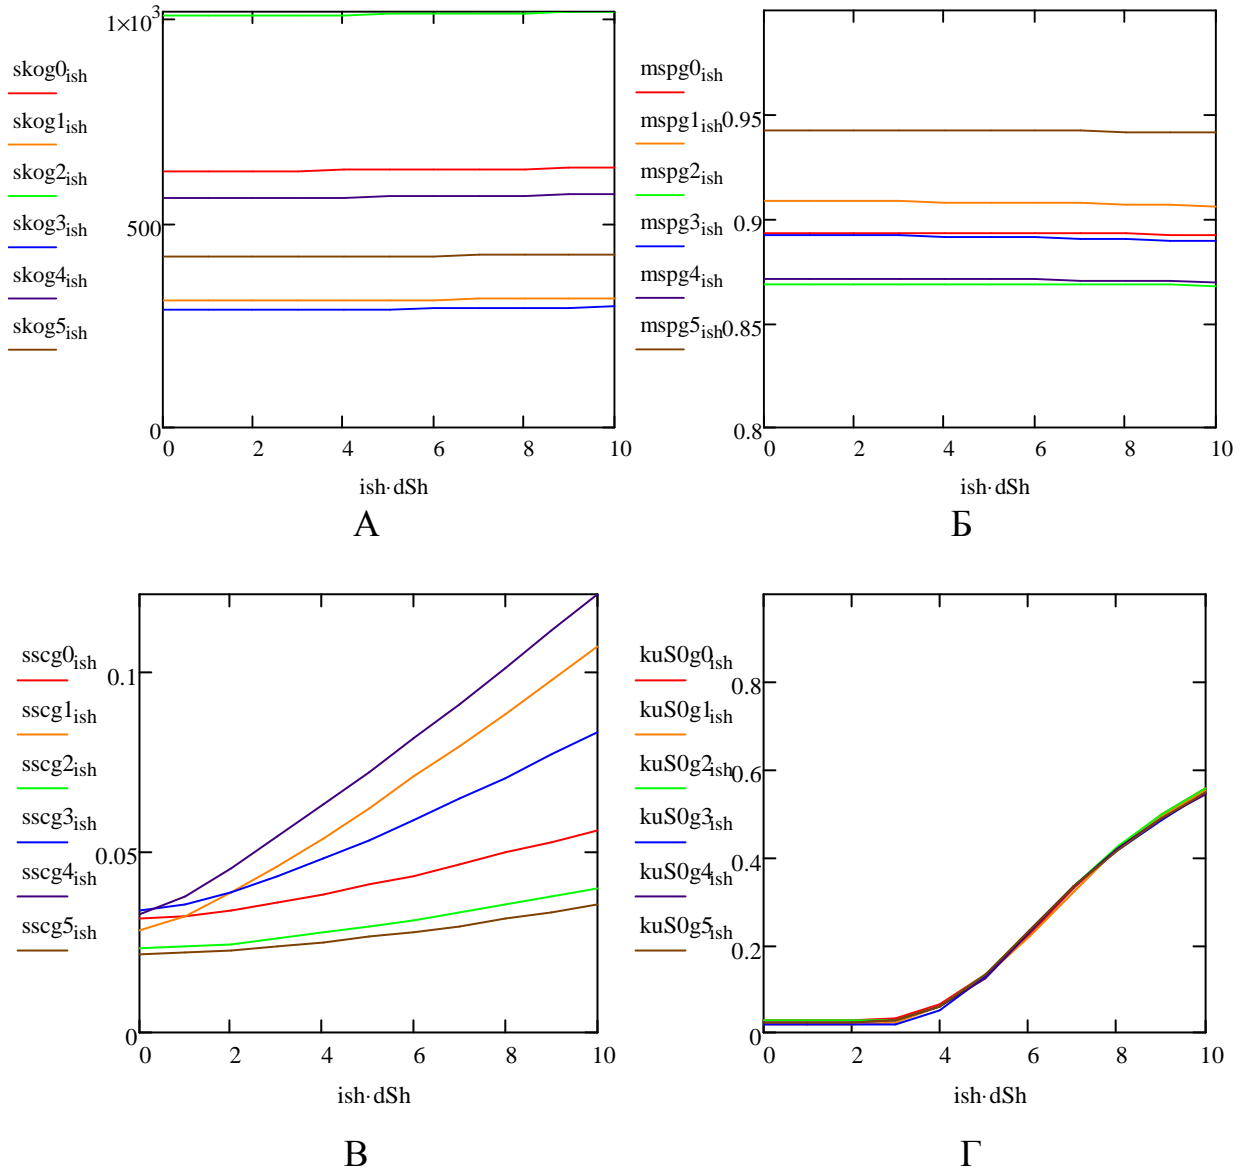 1×10³
skog0ish
skog1ish
skog2ish
skog3ish
skog4ish
skog5ish
500
0
0 2 4 6 8 10
ish·dSh
А
mspg0ish
mspg1ish
mspg2ish
mspg3ish
mspg4ish
mspg5ish
0.95
0.9
0.85
0.8
0 2 4 6 8 10
ish·dSh
Б
sscg0ish
sscg1ish
sscg2ish
sscg3ish
sscg4ish
sscg5ish
0.1
0.05
0
0 2 4 6 8 10
ish·dSh
В
kuS0g0ish
kuS0g1ish
kuS0g2ish
kuS0g3ish
kuS0g4ish
kuS0g5ish
0.8
0.6
0.4
0.2
0
0 2 4 6 8 10
ish·dSh
Г